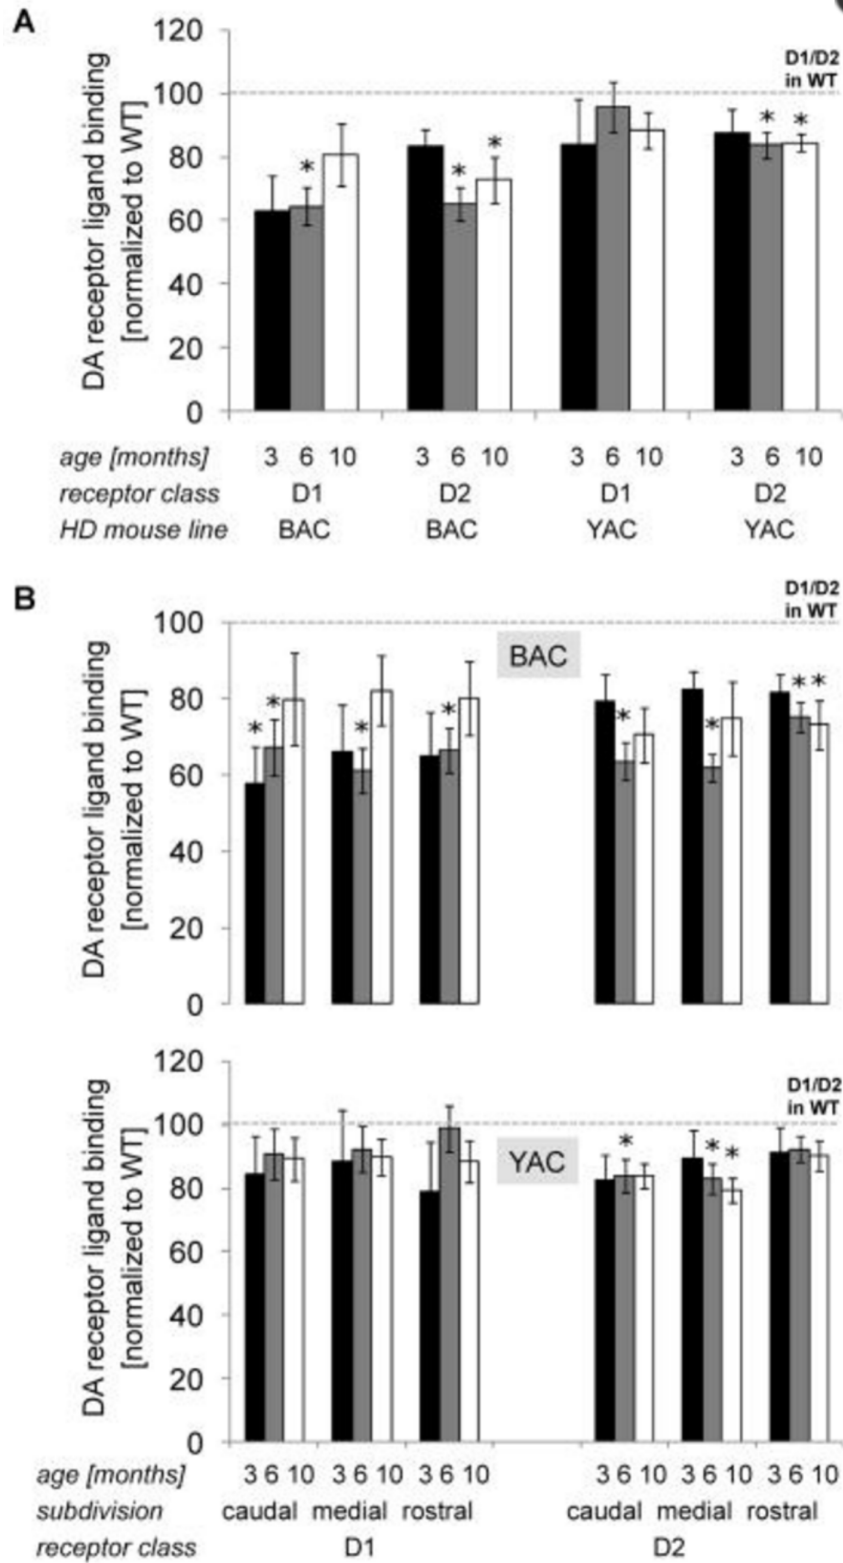 A
DA receptor ligand binding
[normalized to WT]
120
100
80
60
40
20
0
D1/D2
in WT
*
*
*
*
*
age [months] 3 6 10 3 6 10 3 6 10 3 6 10
receptor class D1 D2 D1 D2
HD mouse line BAC BAC YAC YAC
B
DA receptor ligand binding
[normalized to WT]
100
80
60
40
20
0
D1/D2
in WT
BAC
*
*
*
*
*
*
* *
DA receptor ligand binding
[normalized to WT]
120
100
80
60
40
20
0
D1/D2
in WT
YAC
*
* *
age [months] 3 6 10 3 6 10 3 6 10 3 6 10 3 6 10 3 6 10
subdivision caudal medial rostral caudal medial rostral
receptor class D1 D2